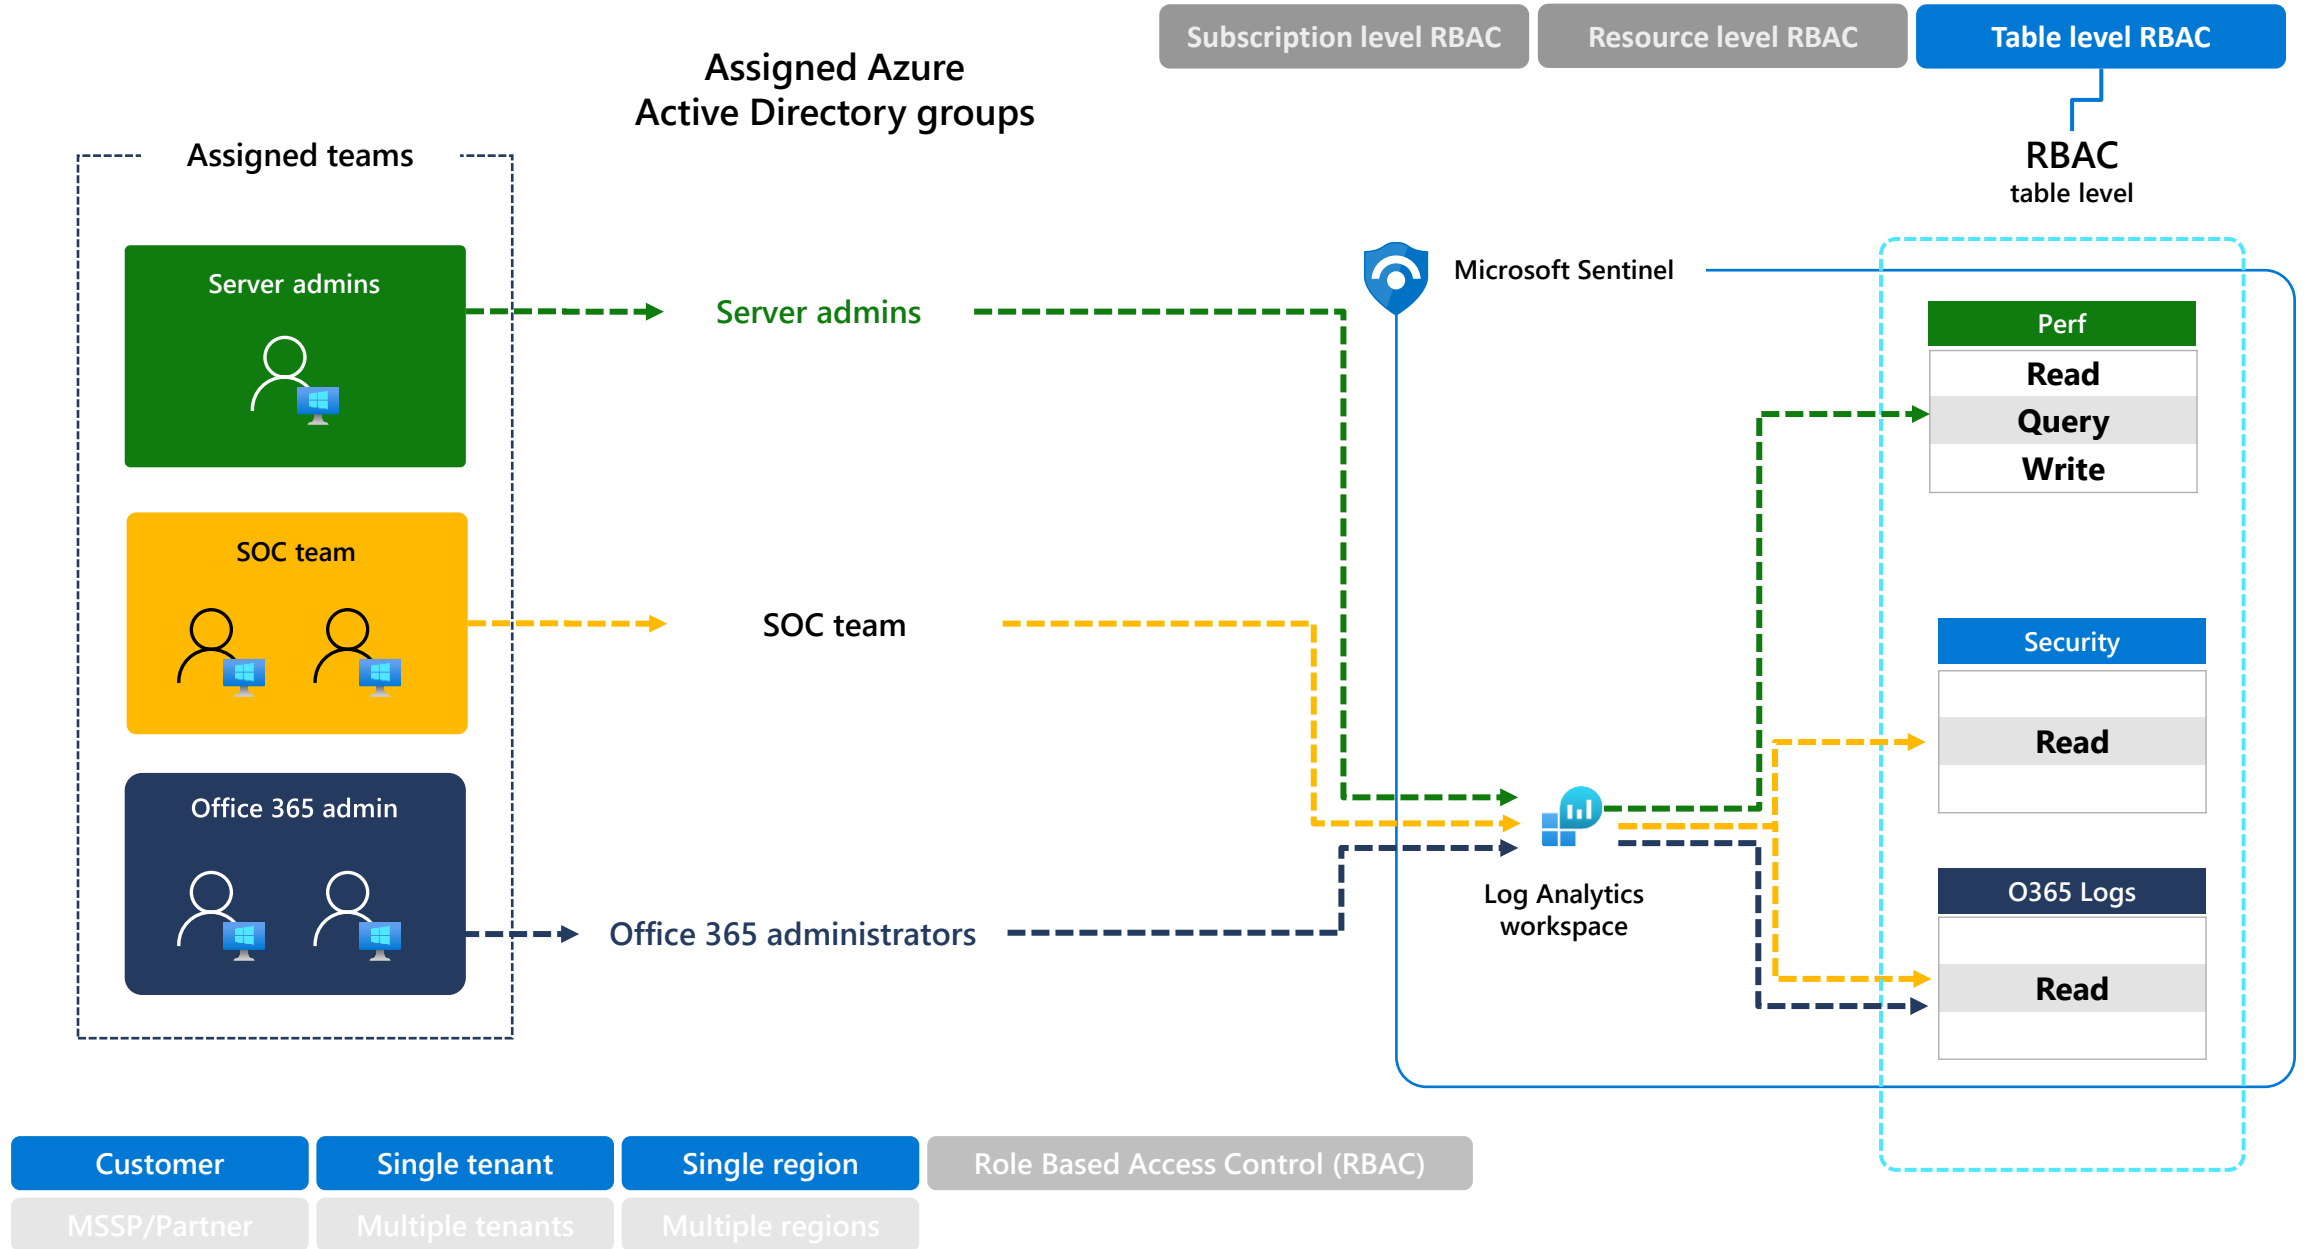 Subscription level RBAC
Resource level RBAC
Table level RBAC
Assigned Azure
Active Directory groups
Assigned teams
RBAC
table level
Server admins
Server admins
Microsoft Sentinel
Perf
Read
Query
Write
SOC team
SOC team
Security
Read
Office 365 admin
Office 365 administrators
Log Analytics
workspace
O365 Logs
Read
Customer
Single tenant
Single region
Role Based Access Control (RBAC)
MSSP/Partner
Multiple tenants
Multiple regions